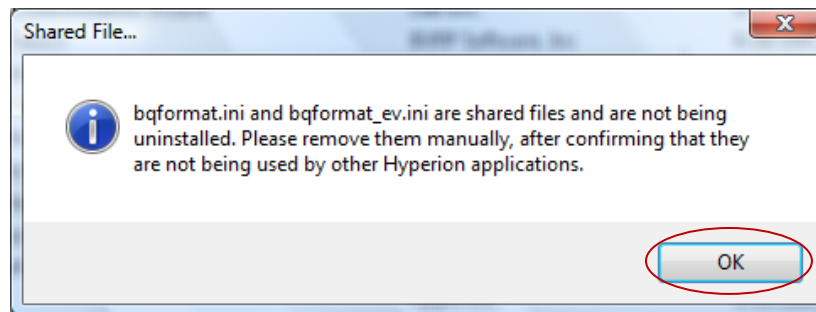 Shared File...
bqformat.ini and bqformat_ev.ini are shared files and are not being
uninstalled. Please remove them manually, after confirming that they
are not being used by other Hyperion applications.
OK